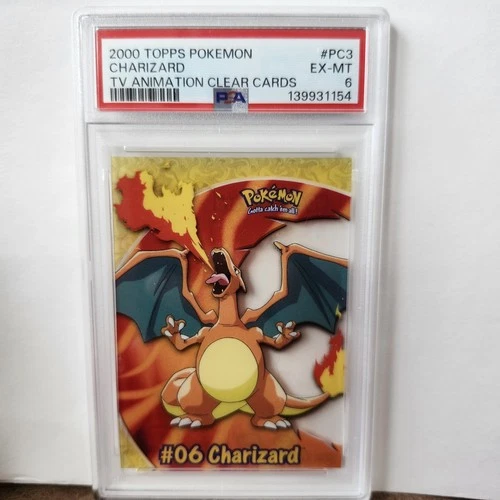 2000 TOPPS POKEMON #PC3
CHARIZARD EX-MT
TV ANIMATION CLEAR CARDS 6
PSA 139931154
POKéMON
Gotta catch 'em all!
#06 Charizard